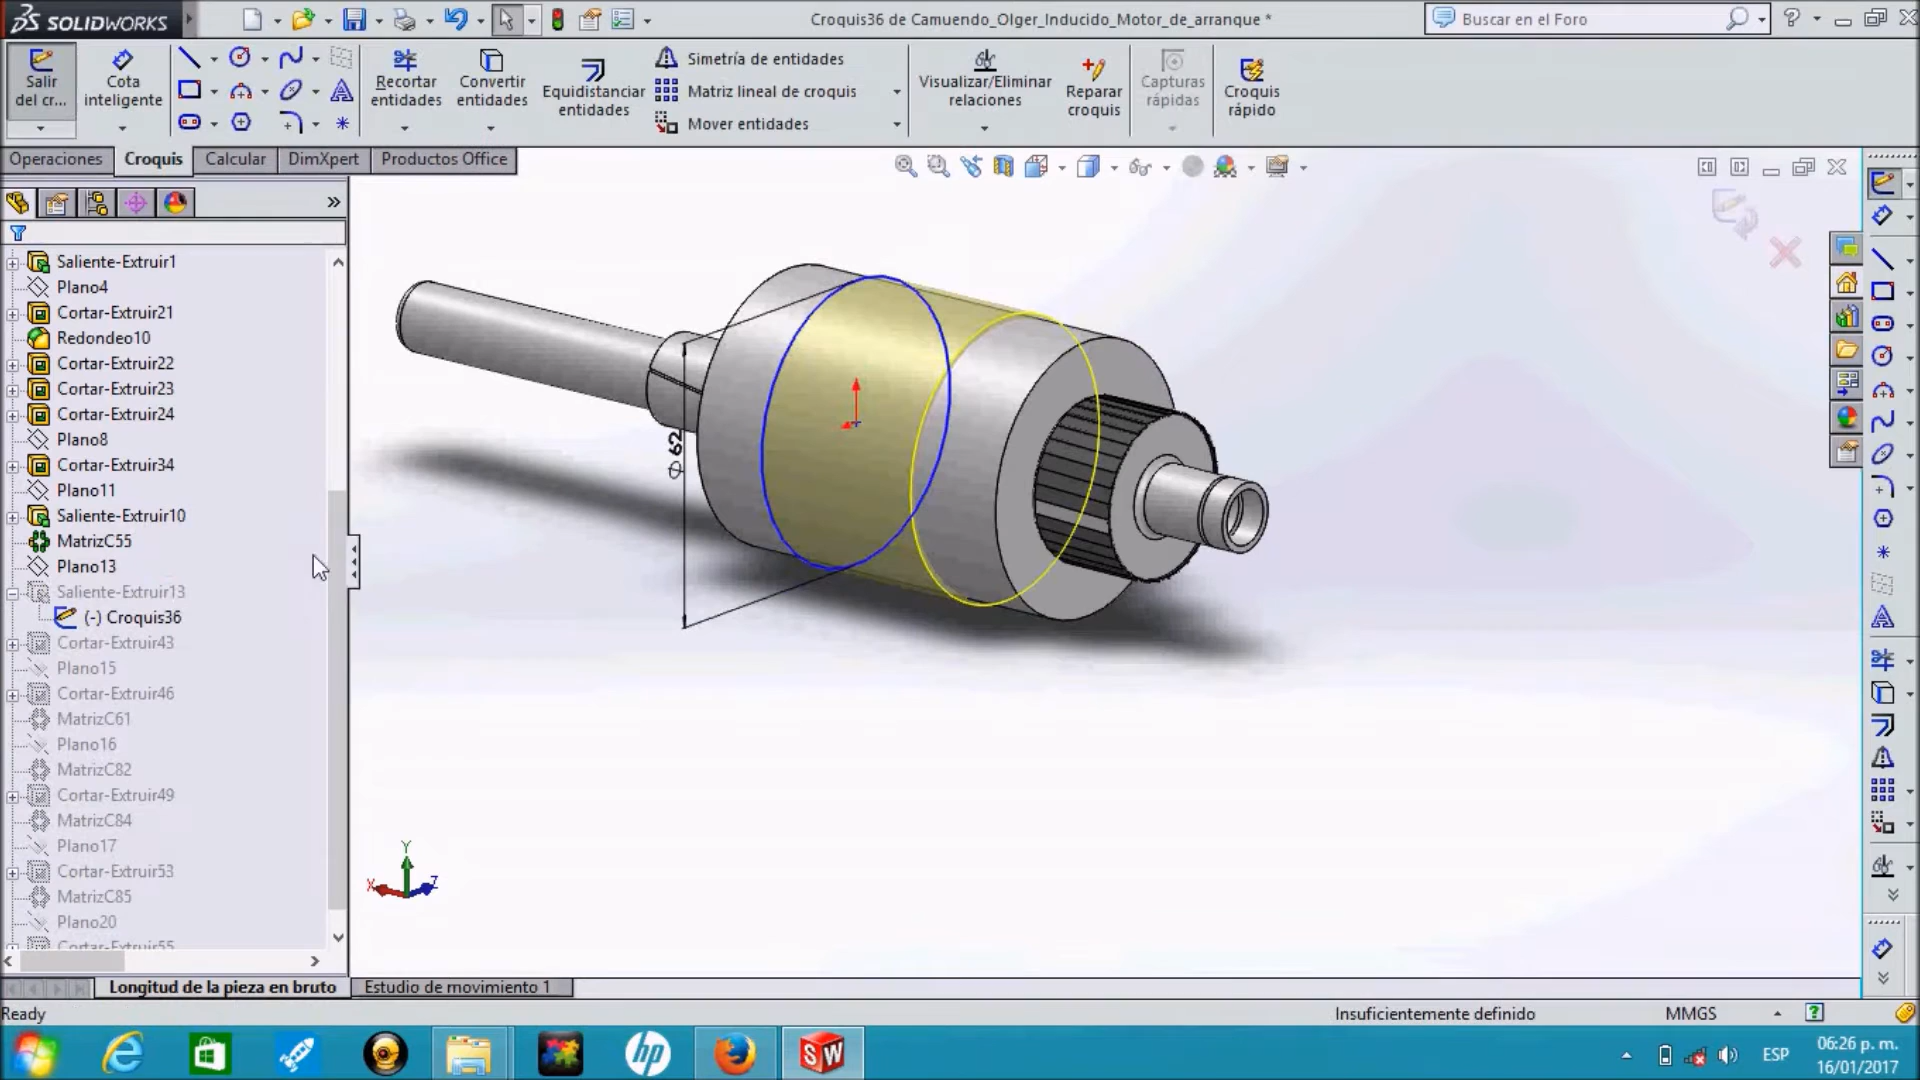 SOLIDWORKS
Croquis36 de Camuendo_Olger_Inducido_Motor_de_arranque *
Buscar en el Foro
Salir
del cr...
Cota
inteligente
Recortar
entidades
Convertir
entidades
Equidistanciar
entidades
Simetría de entidades
Matriz lineal de croquis
Mover entidades
Visualizar/Eliminar
relaciones
Reparar
croquis
Capturas
rápidas
Croquis
rápido
Operaciones
Croquis
Calcular
DimXpert
Productos Office
Saliente-Extruir1
Plano4
Cortar-Extruir21
Redondeo10
Cortar-Extruir22
Cortar-Extruir23
Cortar-Extruir24
Plano8
Cortar-Extruir34
Plano11
Saliente-Extruir10
MatrizC55
Plano13
Saliente-Extruir13
(-) Croquis36
Cortar-Extruir43
Plano15
Cortar-Extruir46
MatrizC61
Plano16
MatrizC82
Cortar-Extruir49
MatrizC84
Plano17
Cortar-Extruir53
MatrizC85
Plano20
Cortar-Extruir55
∅ 62
Y
X
Z
Longitud de la pieza en bruto
Estudio de movimiento 1
Ready
Insuficientemente definido
MMGS
hp
SW
ESP
06:26 p. m.
16/01/2017